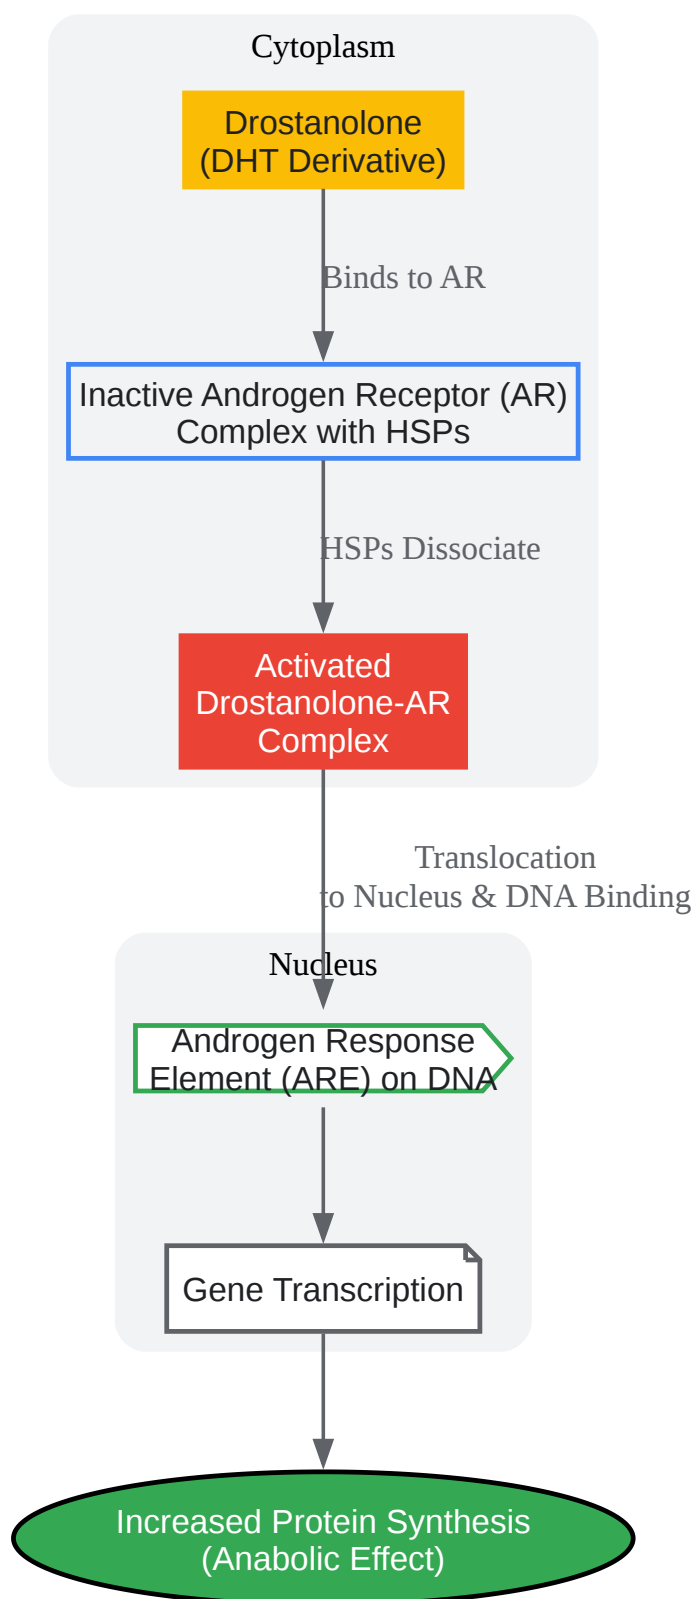 Cytoplasm
Drostanolone
(DHT Derivative)
Binds to AR
Inactive Androgen Receptor (AR)
Complex with HSPs
HSPs Dissociate
Activated
Drostanolone-AR
Complex
Translocation
to Nucleus & DNA Binding
Nucleus
Androgen Response
Element (ARE) on DNA
Gene Transcription
Increased Protein Synthesis
(Anabolic Effect)